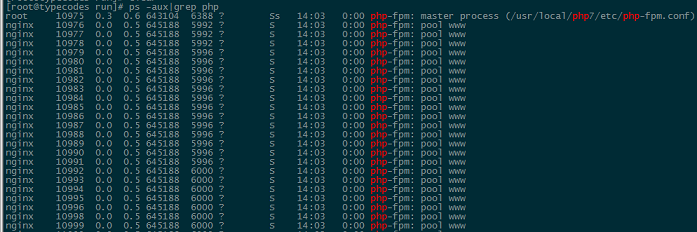 [root@typecodes run]# ps -aux|grep php
root 10975 0.3 0.6 643104 6388 ? Ss 14:03 0:00 php-fpm: master process (/usr/local/php7/etc/php-fpm.conf)
nginx 10976 0.0 0.5 645188 5992 ? S 14:03 0:00 php-fpm: pool www
nginx 10977 0.0 0.5 645188 5992 ? S 14:03 0:00 php-fpm: pool www
nginx 10978 0.0 0.5 645188 5992 ? S 14:03 0:00 php-fpm: pool www
nginx 10979 0.0 0.5 645188 5996 ? S 14:03 0:00 php-fpm: pool www
nginx 10980 0.0 0.5 645188 5996 ? S 14:03 0:00 php-fpm: pool www
nginx 10981 0.0 0.5 645188 5996 ? S 14:03 0:00 php-fpm: pool www
nginx 10982 0.0 0.5 645188 5996 ? S 14:03 0:00 php-fpm: pool www
nginx 10983 0.0 0.5 645188 5996 ? S 14:03 0:00 php-fpm: pool www
nginx 10984 0.0 0.5 645188 5996 ? S 14:03 0:00 php-fpm: pool www
nginx 10985 0.0 0.5 645188 5996 ? S 14:03 0:00 php-fpm: pool www
nginx 10986 0.0 0.5 645188 5996 ? S 14:03 0:00 php-fpm: pool www
nginx 10987 0.0 0.5 645188 5996 ? S 14:03 0:00 php-fpm: pool www
nginx 10988 0.0 0.5 645188 5996 ? S 14:03 0:00 php-fpm: pool www
nginx 10989 0.0 0.5 645188 5996 ? S 14:03 0:00 php-fpm: pool www
nginx 10990 0.0 0.5 645188 5996 ? S 14:03 0:00 php-fpm: pool www
nginx 10991 0.0 0.5 645188 5996 ? S 14:03 0:00 php-fpm: pool www
nginx 10992 0.0 0.5 645188 6000 ? S 14:03 0:00 php-fpm: pool www
nginx 10993 0.0 0.5 645188 6000 ? S 14:03 0:00 php-fpm: pool www
nginx 10994 0.0 0.5 645188 6000 ? S 14:03 0:00 php-fpm: pool www
nginx 10995 0.0 0.5 645188 6000 ? S 14:03 0:00 php-fpm: pool www
nginx 10996 0.0 0.5 645188 6000 ? S 14:03 0:00 php-fpm: pool www
nginx 10998 0.0 0.5 645188 6000 ? S 14:03 0:00 php-fpm: pool www
nginx 10999 0.0 0.5 645188 6000 ? S 14:03 0:00 php-fpm: pool www